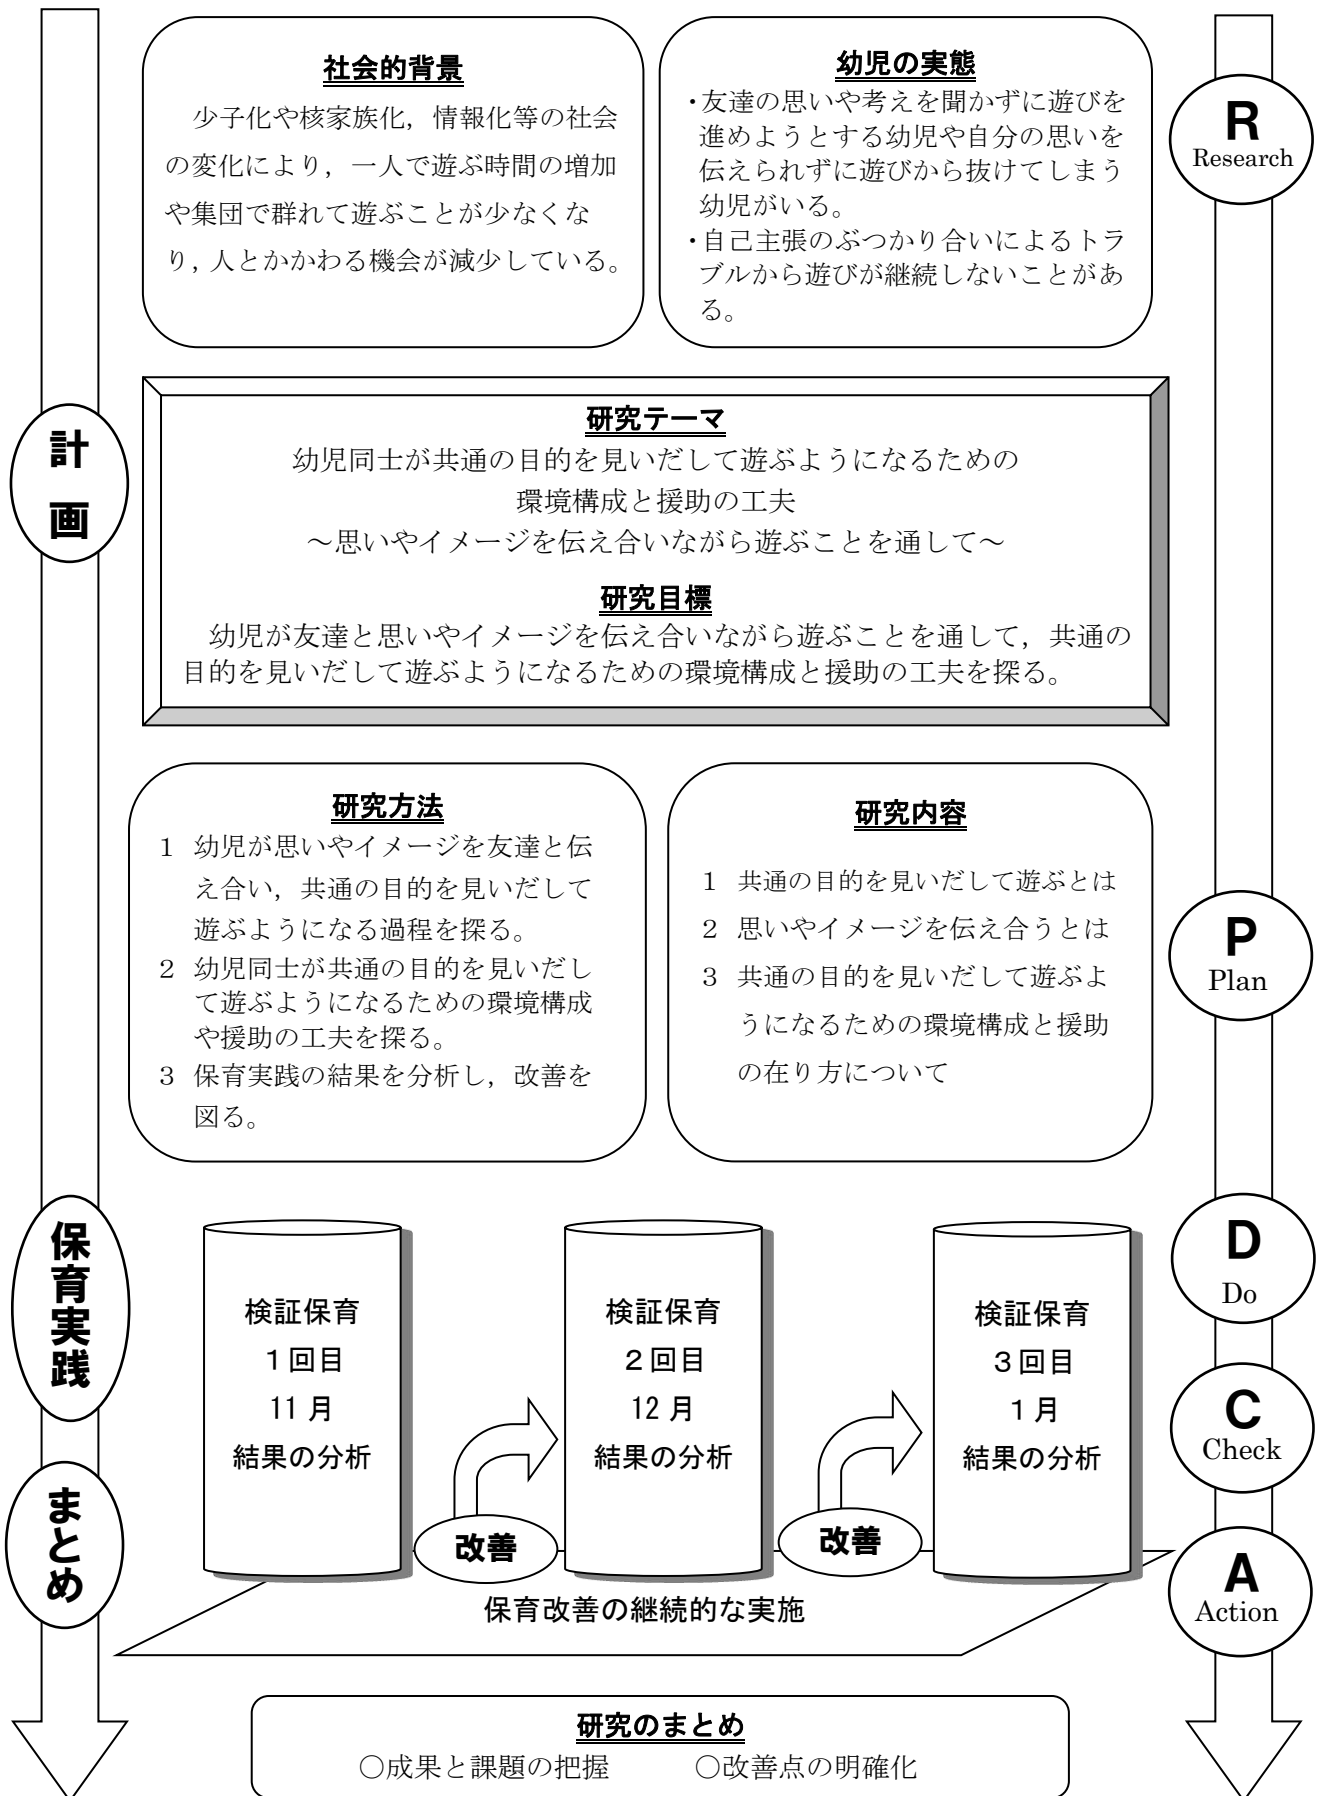 社会的背景
少子化や核家族化，情報化等の社会
の変化により，一人で遊ぶ時間の増加
や集団で群れて遊ぶことが少なくな
り，人とかかわる機会が減少している。
幼児の実態
・友達の思いや考えを聞かずに遊びを
進めようとする幼児や自分の思いを
伝えられずに遊びから抜けてしまう
幼児がいる。
・自己主張のぶつかり合いによるトラ
ブルから遊びが継続しないことがあ
る。
R
Research
計
画
研究テーマ
幼児同士が共通の目的を見いだして遊ぶようになるための
環境構成と援助の工夫
～思いやイメージを伝え合いながら遊ぶことを通して～
研究目標
幼児が友達と思いやイメージを伝え合いながら遊ぶことを通して，共通の
目的を見いだして遊ぶようになるための環境構成と援助の工夫を探る。
研究方法
１ 幼児が思いやイメージを友達と伝
え合い，共通の目的を見いだして
遊ぶようになる過程を探る。
２ 幼児同士が共通の目的を見いだし
て遊ぶようになるための環境構成
や援助の工夫を探る。
３ 保育実践の結果を分析し，改善を
図る。
研究内容
１ 共通の目的を見いだして遊ぶとは
２ 思いやイメージを伝え合うとは
３ 共通の目的を見いだして遊ぶよ
うになるための環境構成と援助
の在り方について
P
Plan
保育実践
検証保育
１回目
11 月
結果の分析
改善
検証保育
２回目
12 月
結果の分析
改善
検証保育
３回目
１月
結果の分析
D
Do
C
Check
まとめ
保育改善の継続的な実施
A
Action
研究のまとめ
○成果と課題の把握 ○改善点の明確化